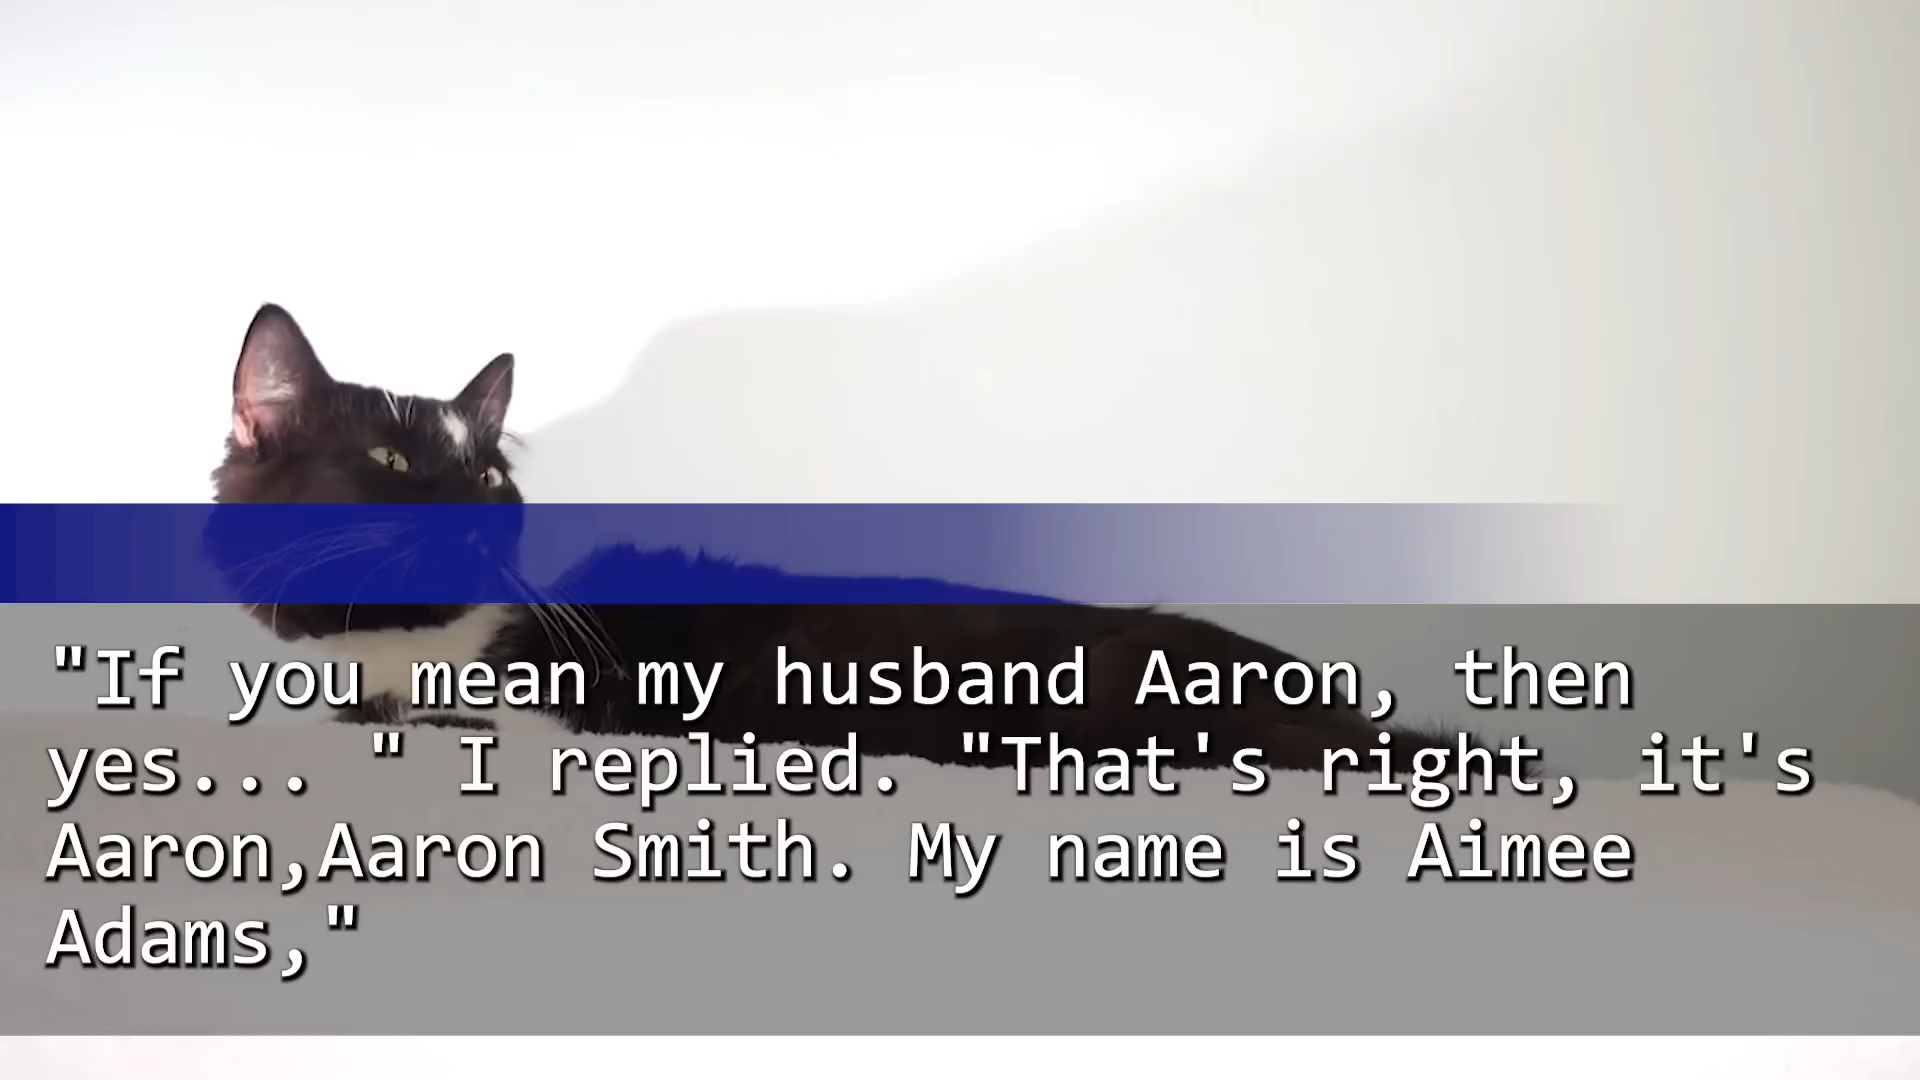 "If you mean my husband Aaron, then
yes... " I replied. "That's right, it's
Aaron,Aaron Smith. My name is Aimee
Adams,"